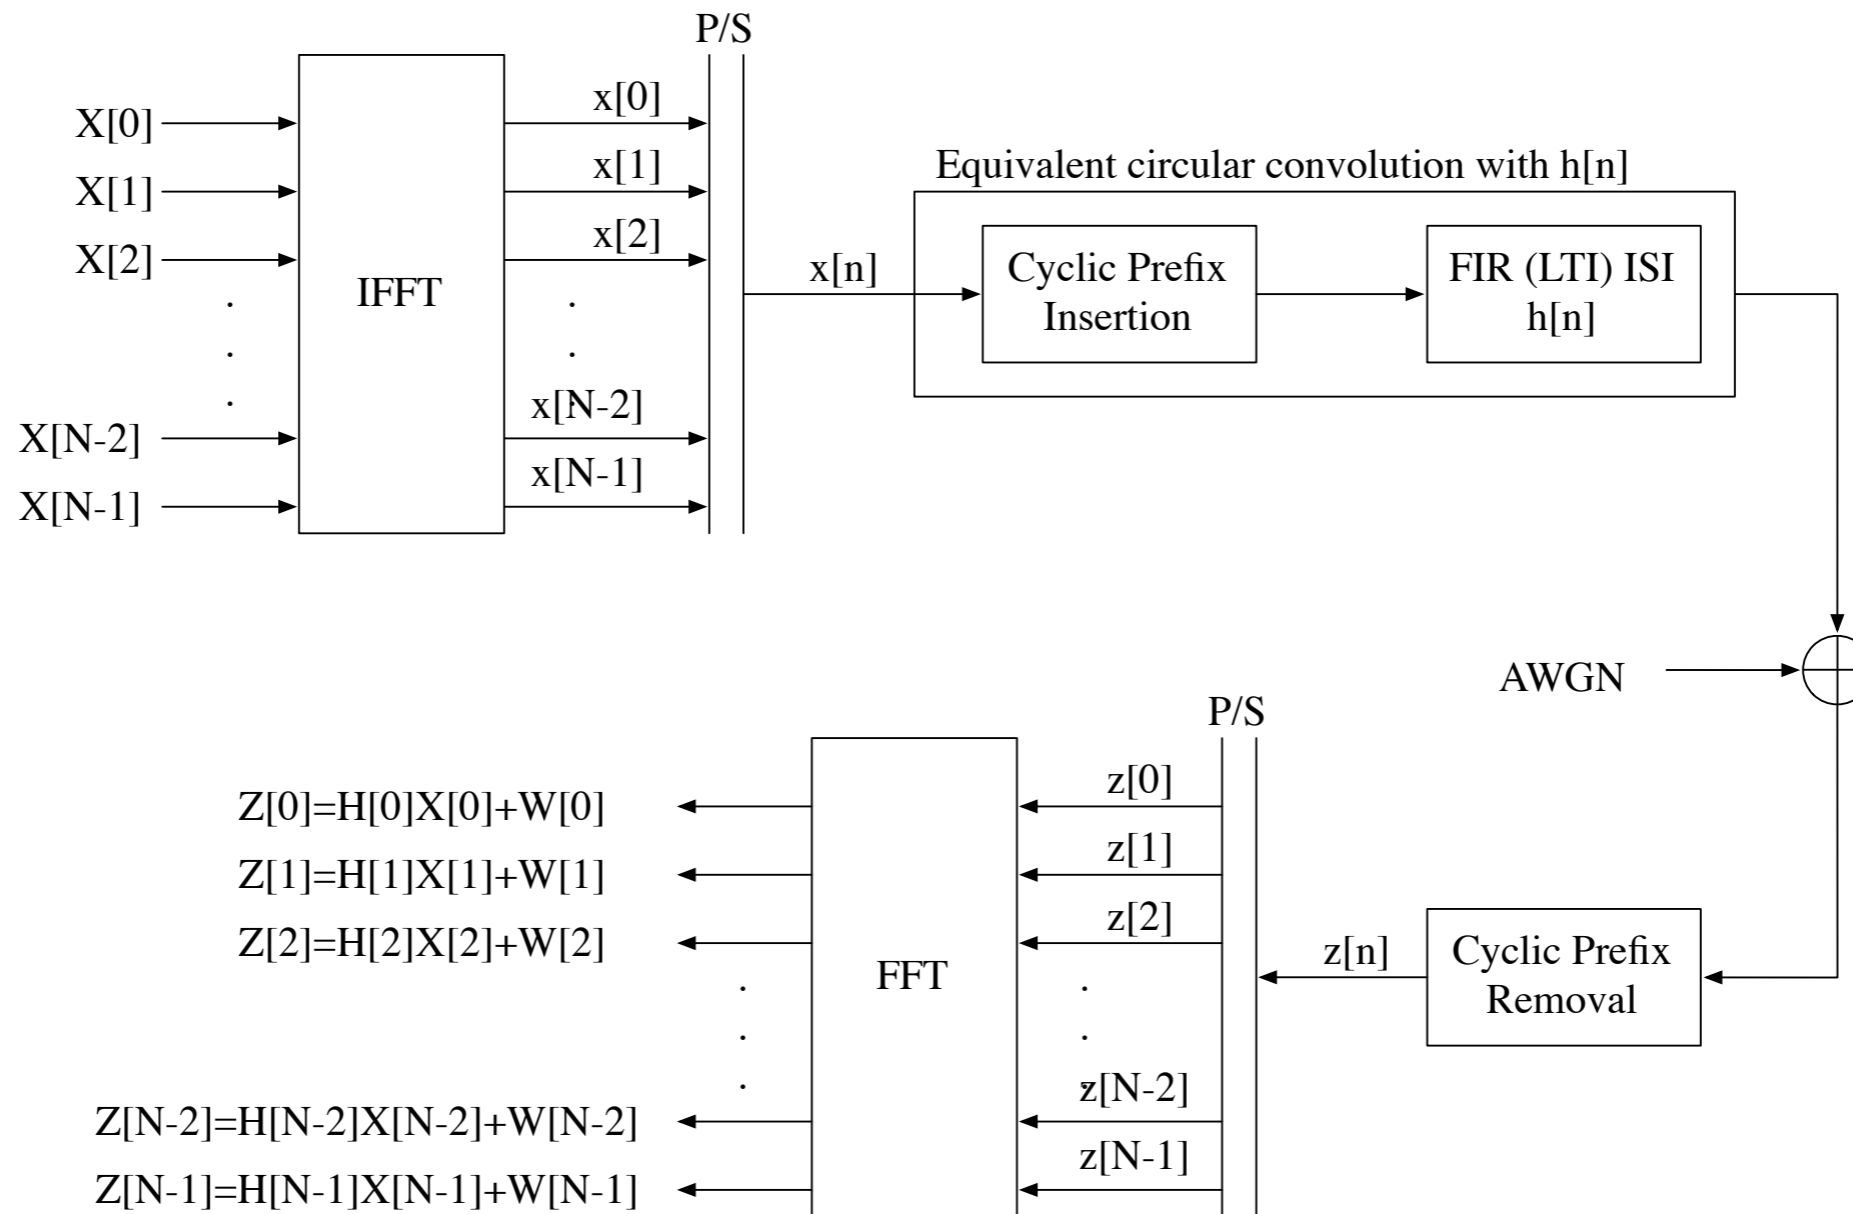 P/S
X[0]
X[1]
X[2]
.
.
.
X[N-2]
X[N-1]
IFFT
x[0]
x[1]
x[2]
.
.
.
x[N-2]
x[N-1]
x[n]
Equivalent circular convolution with h[n]
Cyclic Prefix
Insertion
FIR (LTI) ISI
h[n]
AWGN
P/S
Z[0]=H[0]X[0]+W[0]
Z[1]=H[1]X[1]+W[1]
Z[2]=H[2]X[2]+W[2]
.
.
.
Z[N-2]=H[N-2]X[N-2]+W[N-2]
Z[N-1]=H[N-1]X[N-1]+W[N-1]
FFT
z[0]
z[1]
z[2]
.
.
.
z[N-2]
z[N-1]
z[n]
Cyclic Prefix
Removal